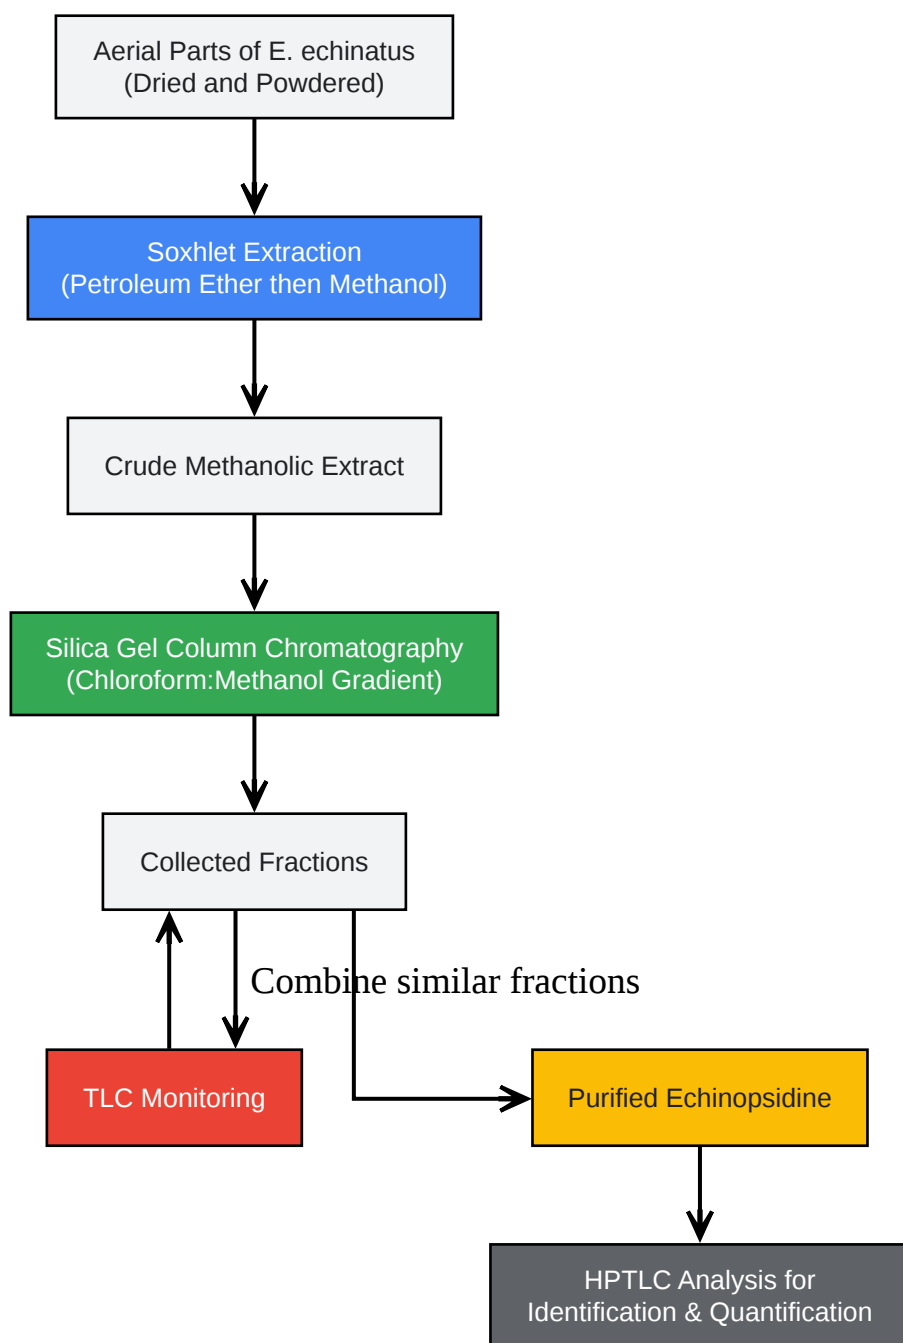 Aerial Parts of E. echinatus
(Dried and Powdered)
Soxhlet Extraction
(Petroleum Ether then Methanol)
Crude Methanolic Extract
Silica Gel Column Chromatography
(Chloroform:Methanol Gradient)
Collected Fractions
Combine similar fractions
TLC Monitoring
Purified Echinopsidine
HPTLC Analysis for
Identification & Quantification